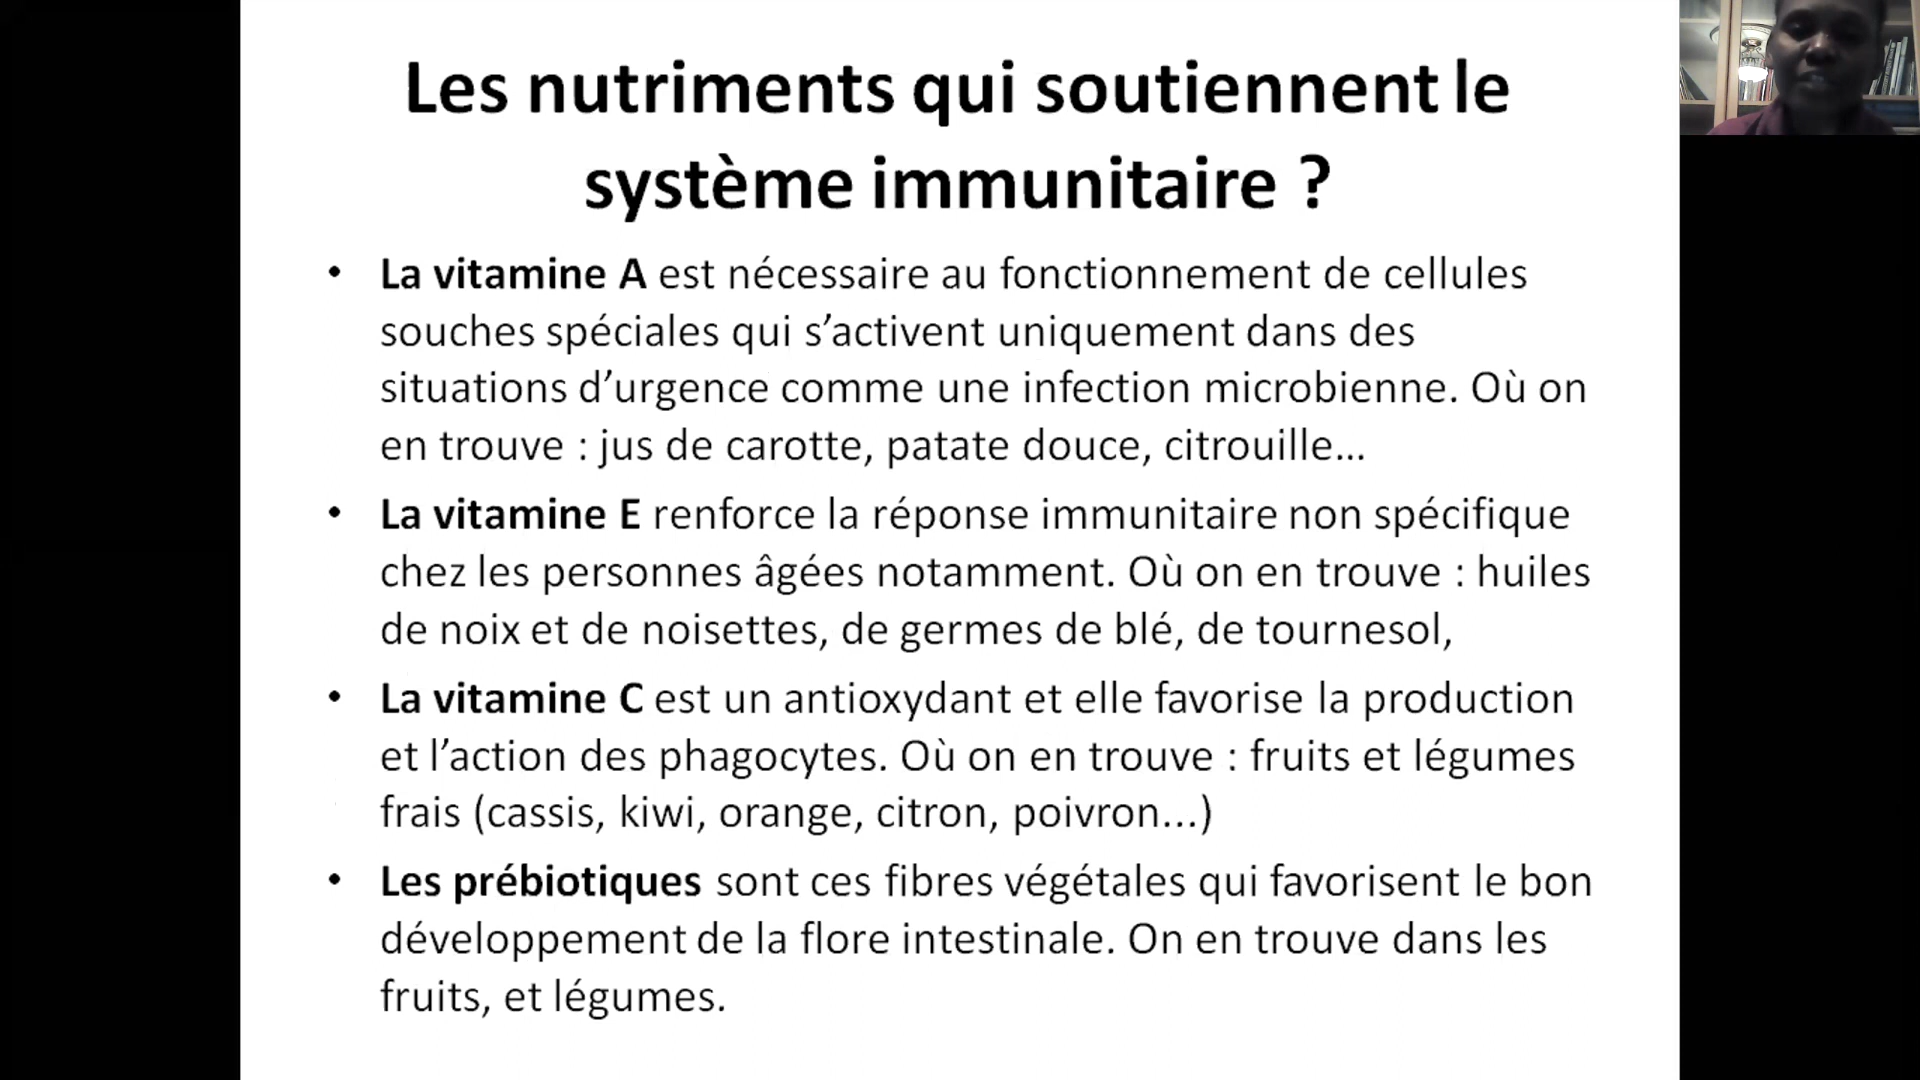 Les nutriments qui soutiennent le
système immunitaire ?
• La vitamine A est nécessaire au fonctionnement de cellules
souches spéciales qui s’activent uniquement dans des
situations d’urgence comme une infection microbienne. Où on
en trouve : jus de carotte, patate douce, citrouille…
• La vitamine E renforce la réponse immunitaire non spécifique
chez les personnes âgées notamment. Où on en trouve : huiles
de noix et de noisettes, de germes de blé, de tournesol,
• La vitamine C est un antioxydant et elle favorise la production
et l’action des phagocytes. Où on en trouve : fruits et légumes
frais (cassis, kiwi, orange, citron, poivron...)
• Les prébiotiques sont ces fibres végétales qui favorisent le bon
développement de la flore intestinale. On en trouve dans les
fruits, et légumes.